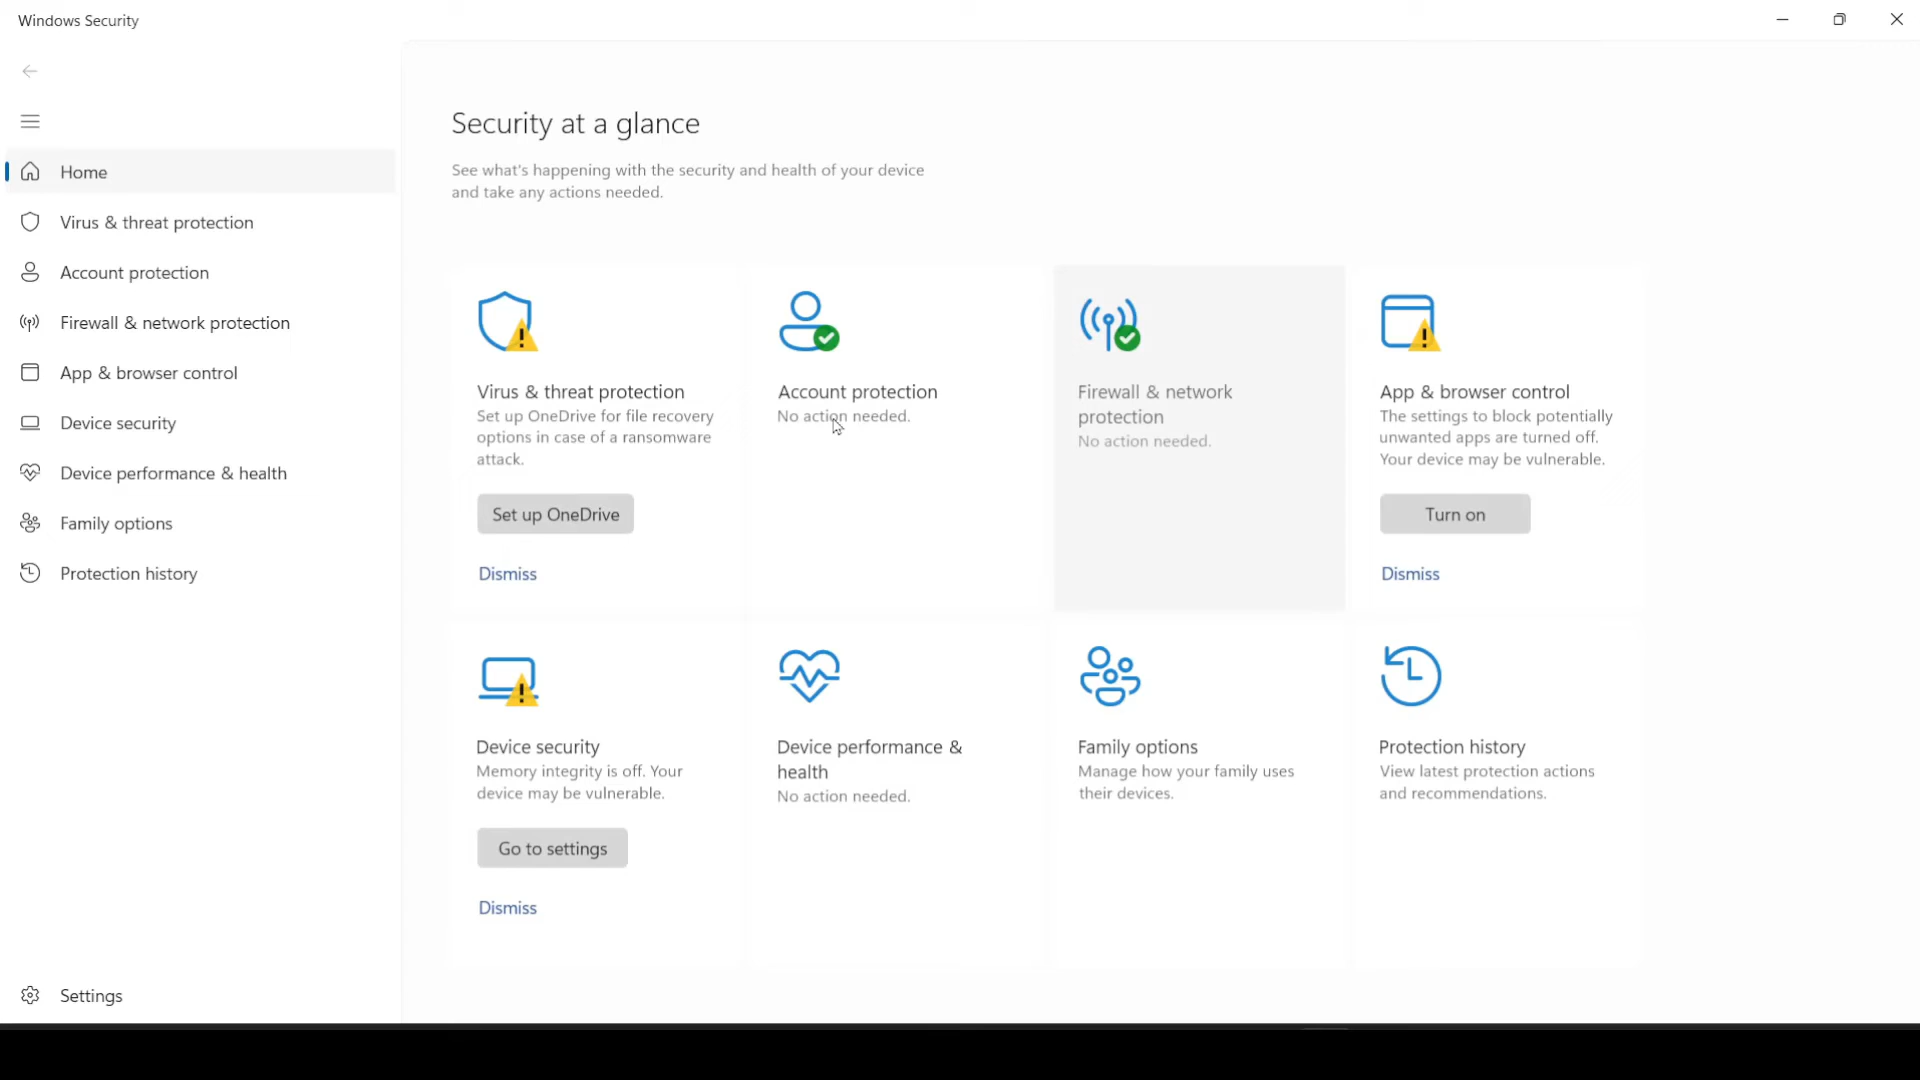 Windows Security
Home
Virus & threat protection
Account protection
Firewall & network protection
App & browser control
Device security
Device performance & health
Family options
Protection history
Settings
Security at a glance
See what's happening with the security and health of your device
and take any actions needed.
Virus & threat protection
Set up OneDrive for file recovery
options in case of a ransomware
attack.
Set up OneDrive
Dismiss
Account protection
No action needed.
Firewall & network
protection
No action needed.
App & browser control
The settings to block potentially
unwanted apps are turned off.
Your device may be vulnerable.
Turn on
Dismiss
Device security
Memory integrity is off. Your
device may be vulnerable.
Go to settings
Dismiss
Device performance &
health
No action needed.
Family options
Manage how your family uses
their devices.
Protection history
View latest protection actions
and recommendations.